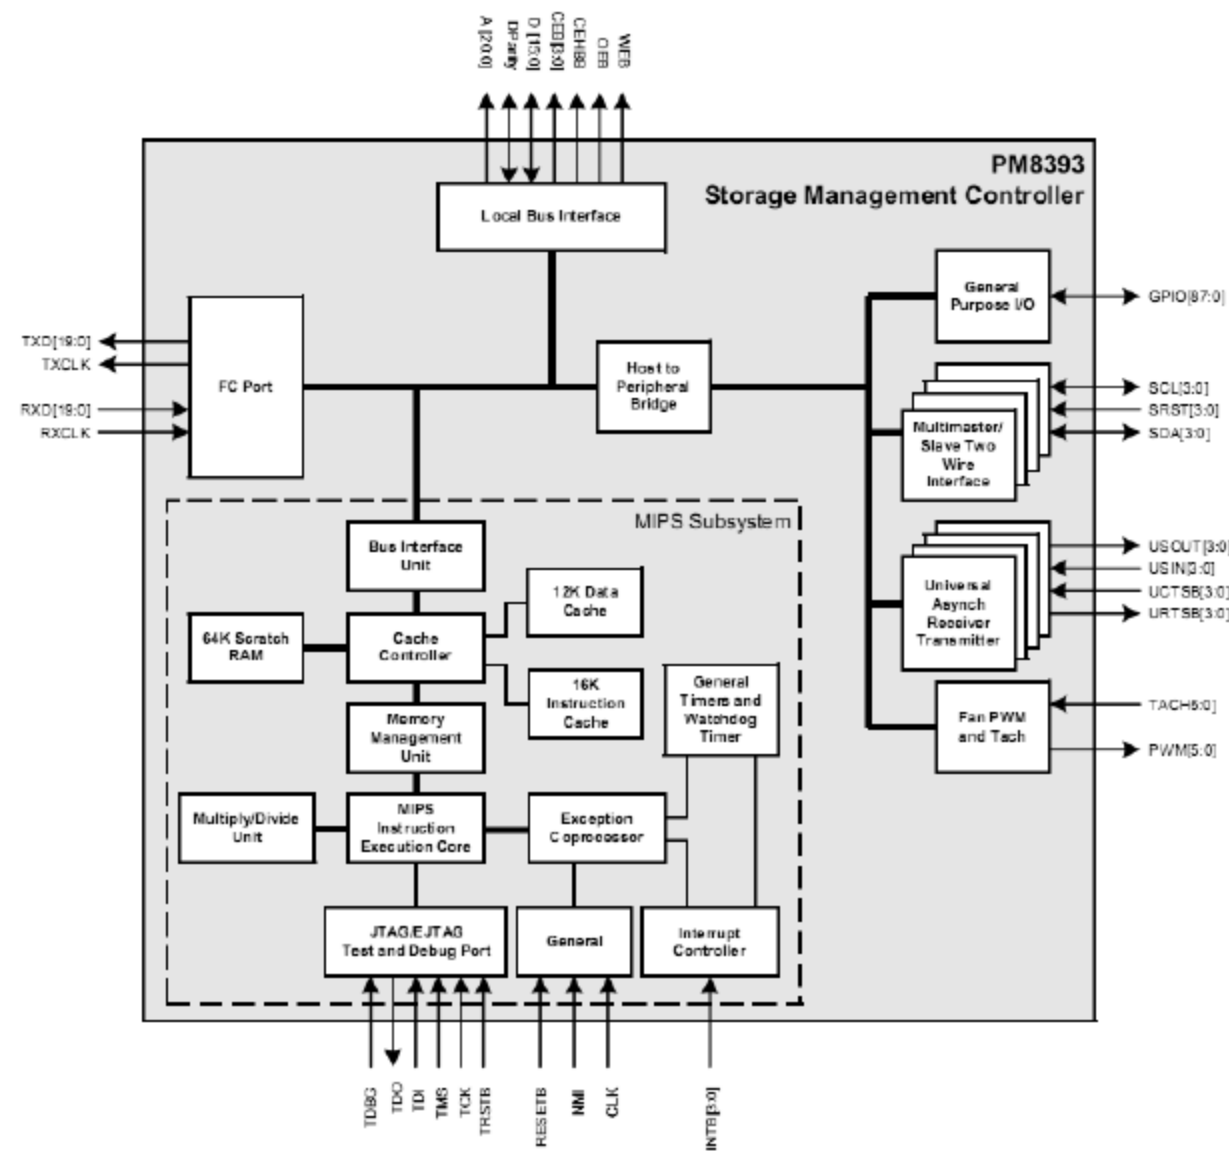 A[20:0]
DParity
D[15:0]
CEB[3:0]
CEHBB
OEB
WEB
PM8393
Storage Management Controller
Local Bus Interface
General
Purpose I/O
GPIO[87:0]
TXD[19:0]
TXCLK
RXD[19:0]
RXCLK
FC Port
Host to
Peripheral
Bridge
SCL[3:0]
SRST[3:0]
SDA[3:0]
Multimaster/
Slave Two
Wire
Interface
MIPS Subsystem
Bus Interface
Unit
USOUT[3:0]
USIN[3:0]
UCTSB[3:0]
URTSB[3:0]
Universal
Asynch
Receiver
Transmitter
12K Data
Cache
64K Scratch
RAM
Cache
Controller
16K
Instruction
Cache
General
Timers and
Watchdog
Timer
Memory
Management
Unit
Fan PWM
and Tach
TACH5:0]
PWM[5:0]
Multiply/Divide
Unit
MIPS
Instruction
Execution Core
Exception
Coprocessor
JTAG/EJTAG
Test and Debug Port
General
Interrupt
Controller
TDBG
TDO
TDI
TMS
TCK
TRSTB
RESETB
NMI
CLK
INTB[3:0]